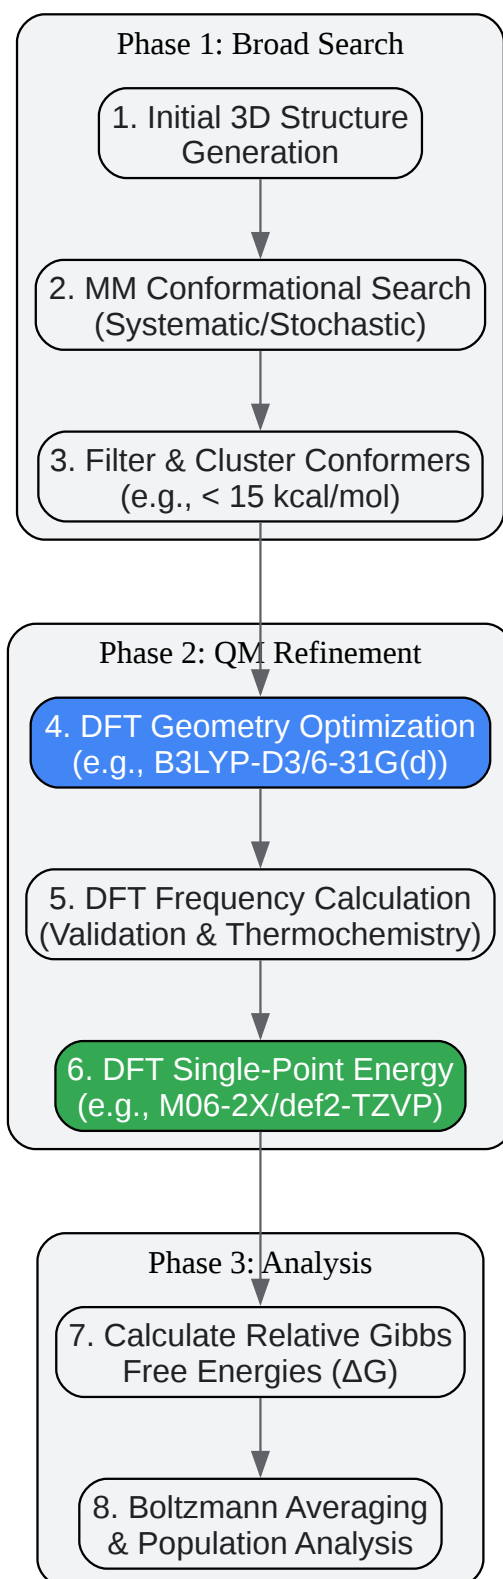 Phase 1: Broad Search
1. Initial 3D Structure
Generation
2. MM Conformational Search
(Systematic/Stochastic)
3. Filter & Cluster Conformers
(e.g., < 15 kcal/mol)
Phase 2: QM Refinement
4. DFT Geometry Optimization
(e.g., B3LYP-D3/6-31G(d))
5. DFT Frequency Calculation
(Validation & Thermochemistry)
6. DFT Single-Point Energy
(e.g., M06-2X/def2-TZVP)
Phase 3: Analysis
7. Calculate Relative Gibbs
Free Energies (ΔG)
8. Boltzmann Averaging
& Population Analysis